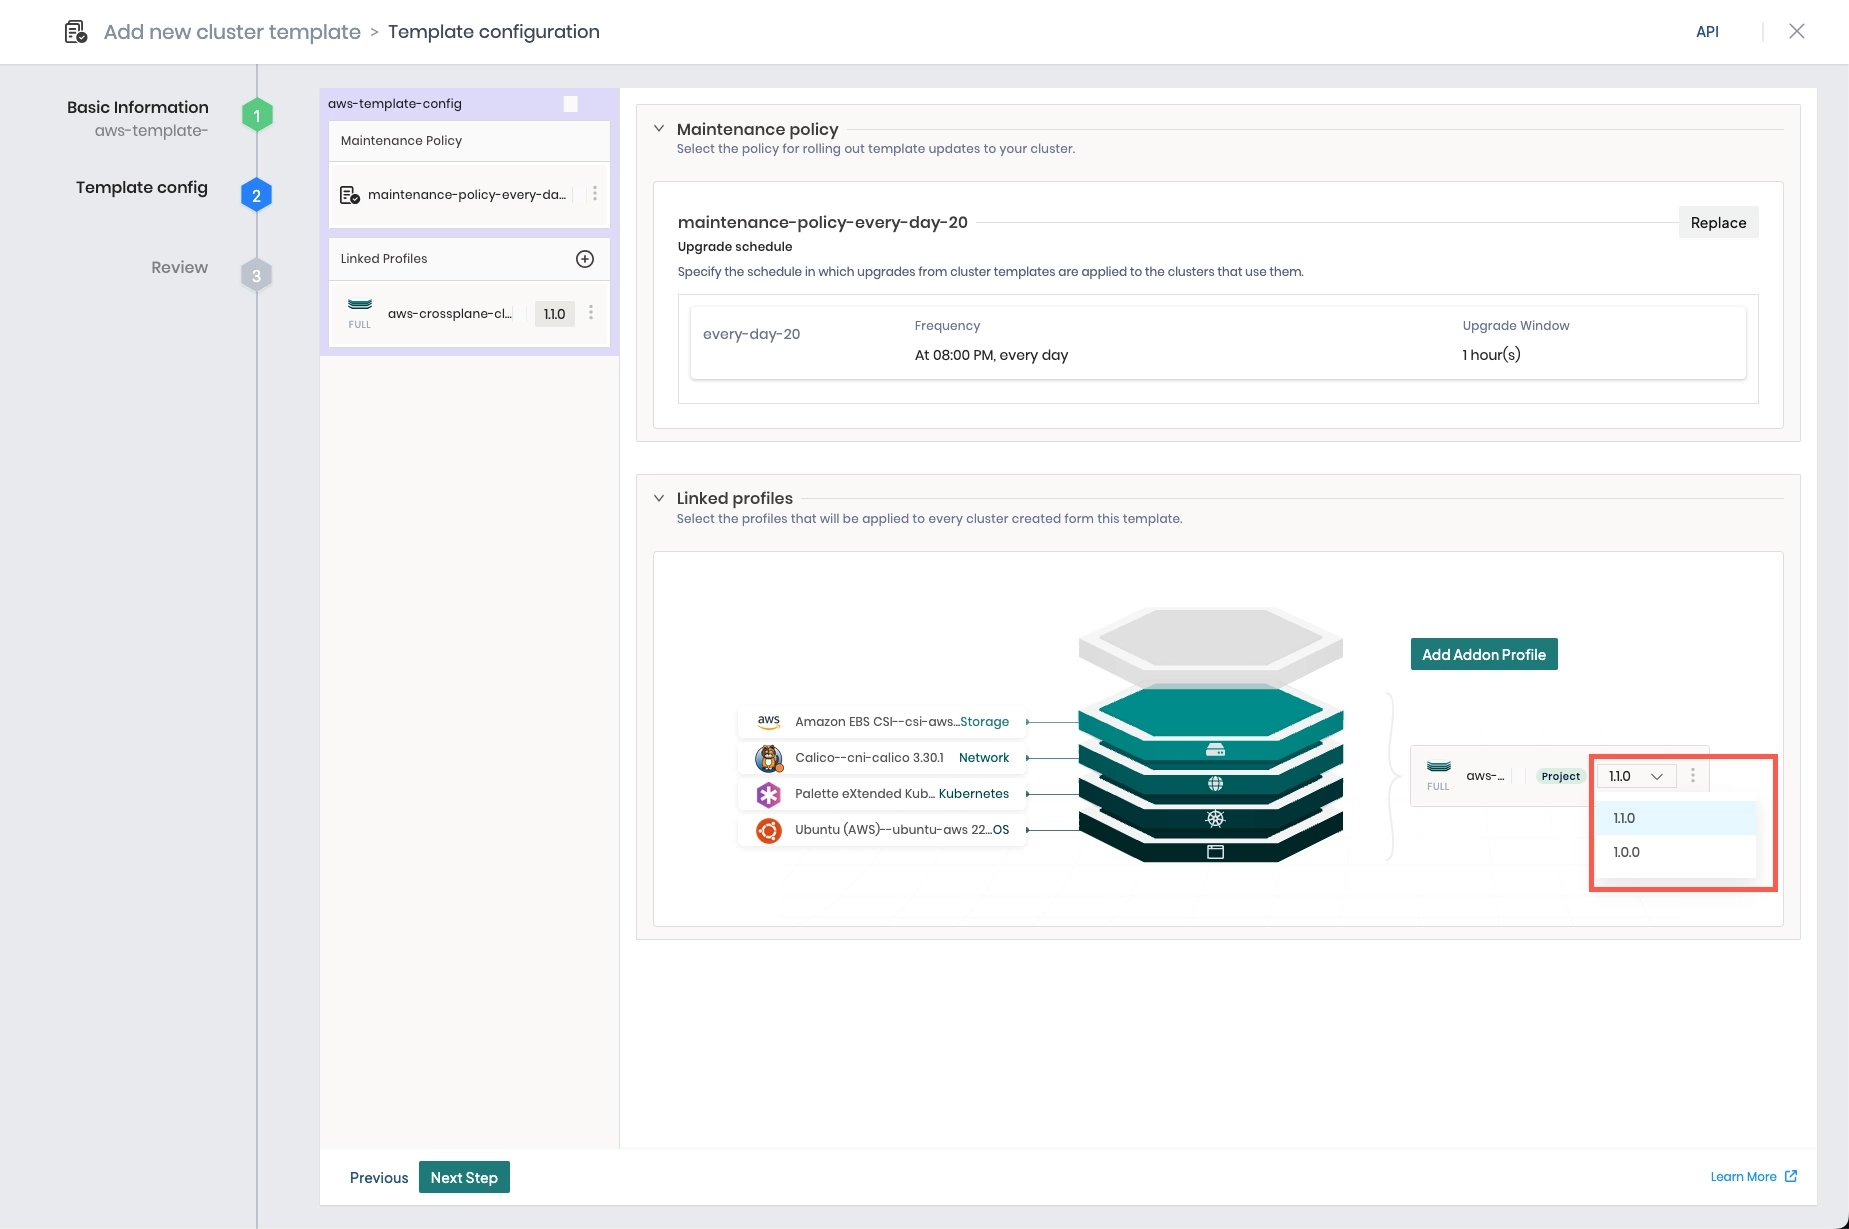 Add new cluster template > Template configuration
API
Basic Information
aws-template-
1
Template config
2
Review
3
aws-template-config
Maintenance Policy
maintenance-policy-every-da...
Linked Profiles
FULL
aws-crossplane-cl...
1.1.0
Maintenance policy
Select the policy for rolling out template updates to your cluster.
maintenance-policy-every-day-20
Replace
Upgrade schedule
Specify the schedule in which upgrades from cluster templates are applied to the clusters that use them.
every-day-20
Frequency
At 08:00 PM, every day
Upgrade Window
1 hour(s)
Linked profiles
Select the profiles that will be applied to every cluster created form this template.
Add Addon Profile
aws
Amazon EBS CSI--csi-aws... Storage
Calico--cni-calico 3.30.1 Network
Palette eXtended Kub... Kubernetes
Ubuntu (AWS)--ubuntu-aws 22... OS
FULL
aws-...
Project
1.1.0
1.1.0
1.0.0
Previous
Next Step
Learn More